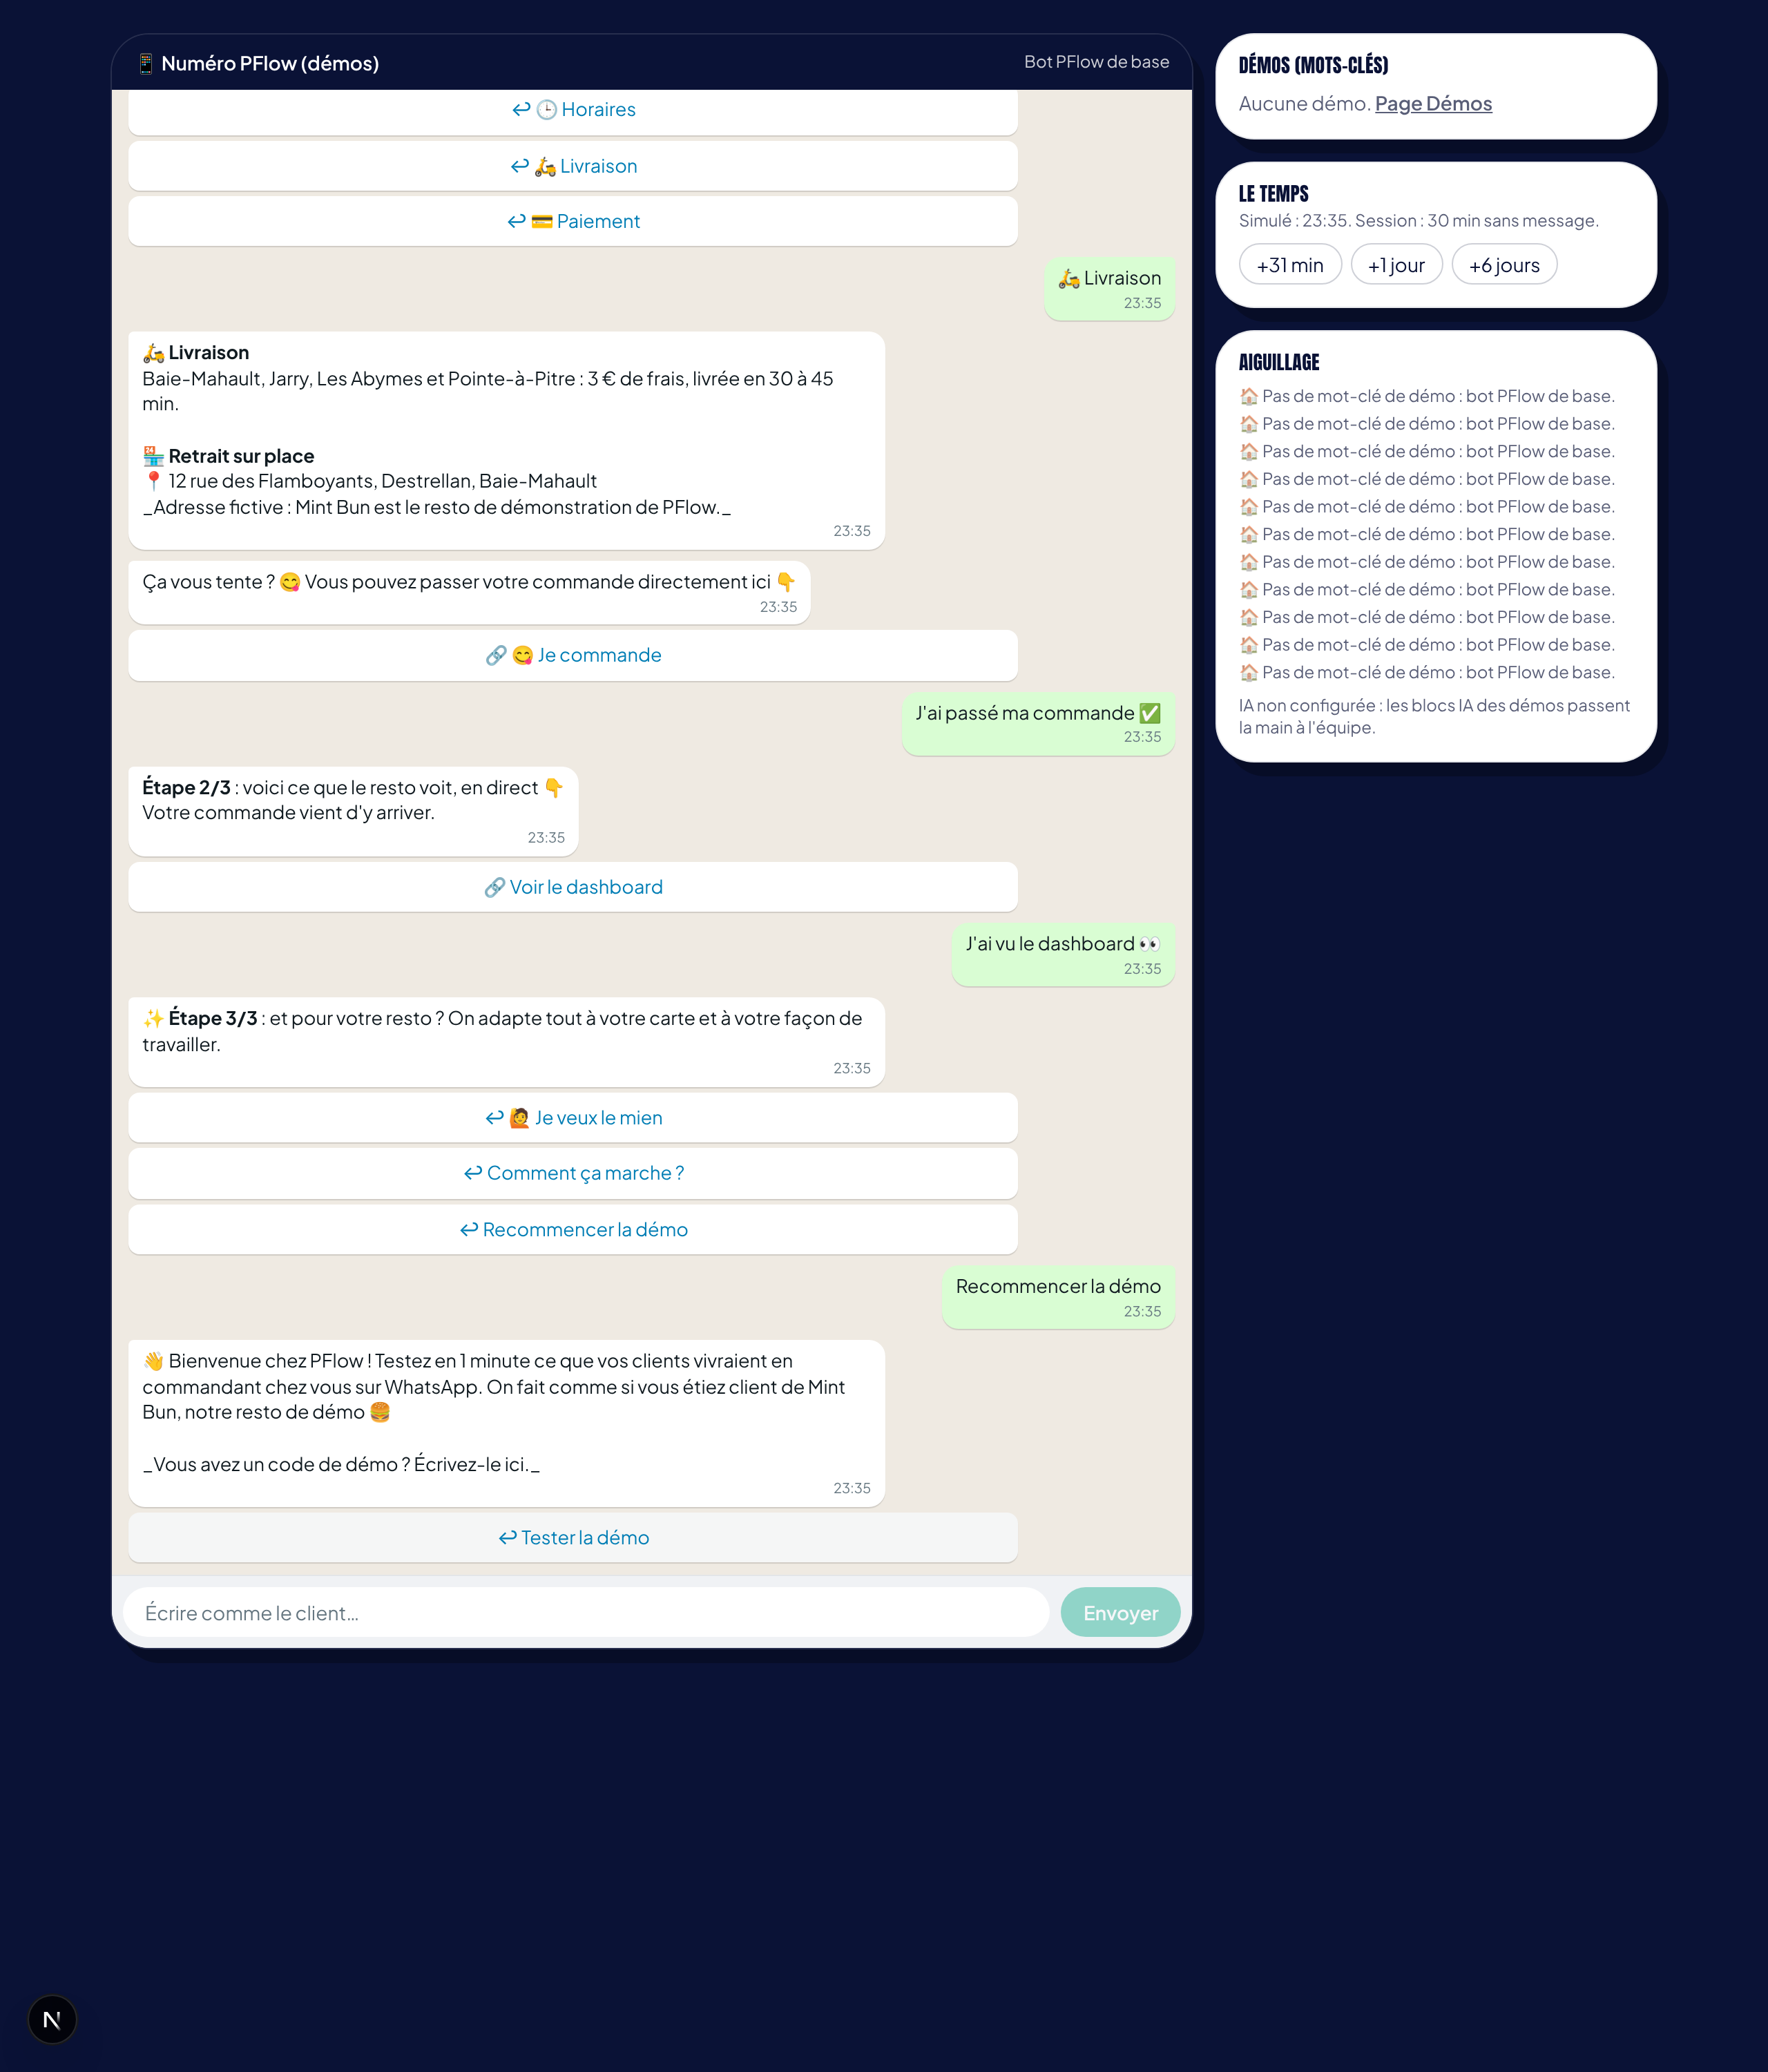 📱 Numéro PFlow (démos)
Bot PFlow de base
↩ 🕒 Horaires
↩ 🛵 Livraison
↩ 💳 Paiement
🛵 Livraison
23:35
🛵 Livraison
Baie-Mahault, Jarry, Les Abymes et Pointe-à-Pitre : 3 € de frais, livrée en 30 à 45
min.
🏪 Retrait sur place
📍 12 rue des Flamboyants, Destrellan, Baie-Mahault
_Adresse fictive : Mint Bun est le resto de démonstration de PFlow._
23:35
Ça vous tente ? 😋 Vous pouvez passer votre commande directement ici 👇
23:35
🔗 😋 Je commande
J'ai passé ma commande ✅
23:35
Étape 2/3 : voici ce que le resto voit, en direct 👇
Votre commande vient d'y arriver.
23:35
🔗 Voir le dashboard
J'ai vu le dashboard 👀
23:35
✨ Étape 3/3 : et pour votre resto ? On adapte tout à votre carte et à votre façon de
travailler.
23:35
↩ 🙋 Je veux le mien
↩ Comment ça marche ?
↩ Recommencer la démo
Recommencer la démo
23:35
👋 Bienvenue chez PFlow ! Testez en 1 minute ce que vos clients vivraient en
commandant chez vous sur WhatsApp. On fait comme si vous étiez client de Mint
Bun, notre resto de démo 🍔
_Vous avez un code de démo ? Écrivez-le ici._
23:35
↩ Tester la démo
Écrire comme le client…
Envoyer
DÉMOS (MOTS-CLÉS)
Aucune démo. Page Démos
LE TEMPS
Simulé : 23:35. Session : 30 min sans message.
+31 min
+1 jour
+6 jours
AIGUILLAGE
🏠 Pas de mot-clé de démo : bot PFlow de base.
🏠 Pas de mot-clé de démo : bot PFlow de base.
🏠 Pas de mot-clé de démo : bot PFlow de base.
🏠 Pas de mot-clé de démo : bot PFlow de base.
🏠 Pas de mot-clé de démo : bot PFlow de base.
🏠 Pas de mot-clé de démo : bot PFlow de base.
🏠 Pas de mot-clé de démo : bot PFlow de base.
🏠 Pas de mot-clé de démo : bot PFlow de base.
🏠 Pas de mot-clé de démo : bot PFlow de base.
🏠 Pas de mot-clé de démo : bot PFlow de base.
🏠 Pas de mot-clé de démo : bot PFlow de base.
IA non configurée : les blocs IA des démos passent
la main à l'équipe.
N